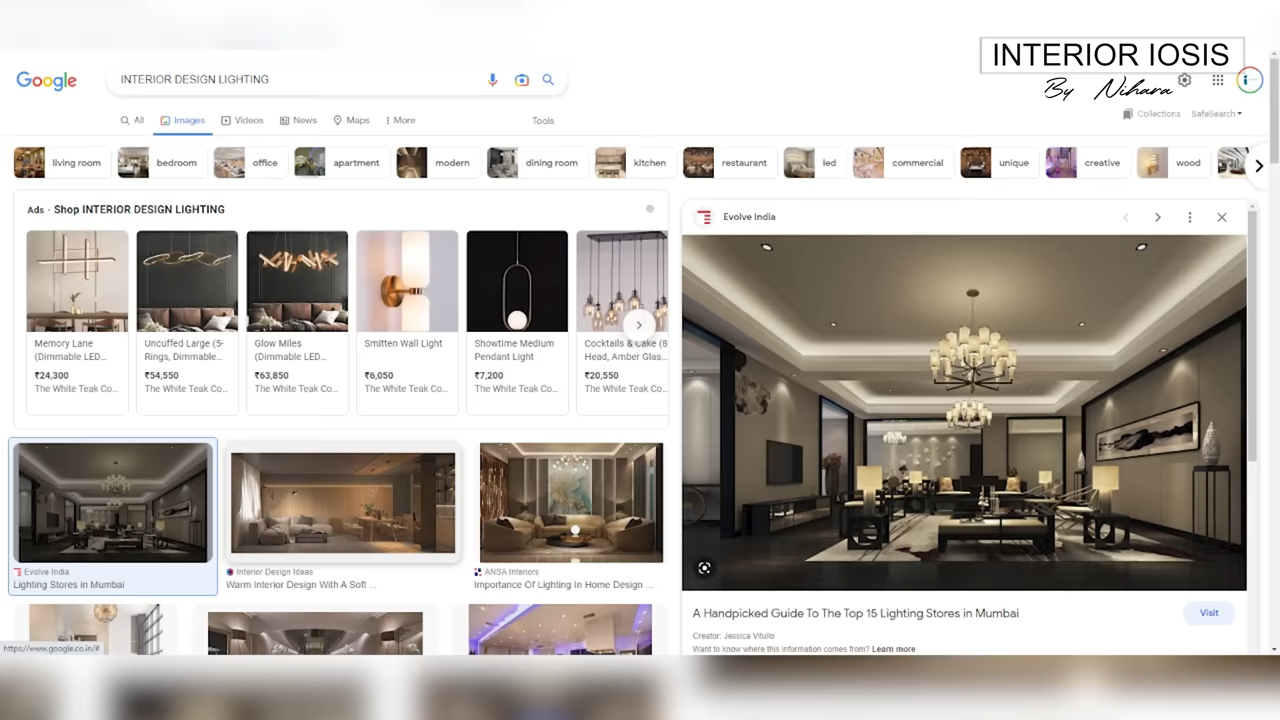 INTERIOR IOSIS
By Nihara
Google
INTERIOR DESIGN LIGHTING
All
Images
Videos
News
Maps
More
Tools
Collections
SafeSearch
living room
bedroom
office
apartment
modern
dining room
kitchen
restaurant
led
commercial
unique
creative
wood
Ads · Shop INTERIOR DESIGN LIGHTING
Memory Lane
(Dimmable LED...
₹24,300
The White Teak Co...
Uncuffed Large (5-
Rings, Dimmable...
₹54,550
The White Teak Co...
Glow Miles
(Dimmable LED...
₹63,850
The White Teak Co...
Smitten Wall Light
₹6,050
The White Teak Co...
Showtime Medium
Pendant Light
₹7,200
The White Teak Co...
Cocktails & Lake (8
Head, Amber Glas...
₹20,550
The White Teak Co...
Evolve India
Lighting Stores in Mumbai
Interior Design Ideas
Warm Interior Design With A Soft ...
ANSA Interiors
Importance Of Lighting In Home Design ...
https://www.google.co.in/#
Evolve India
A Handpicked Guide To The Top 15 Lighting Stores in Mumbai
Visit
Creator: Jessica Vitullo
Want to know where this information comes from? Learn more